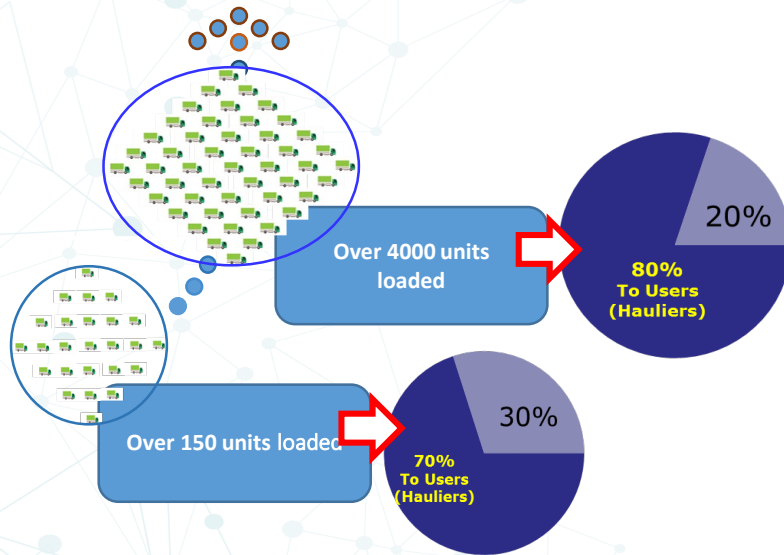 Over 4000 units
loaded
20%
80%
To Users
(Hauliers)
Over 150 units loaded
30%
70%
To Users
(Hauliers)